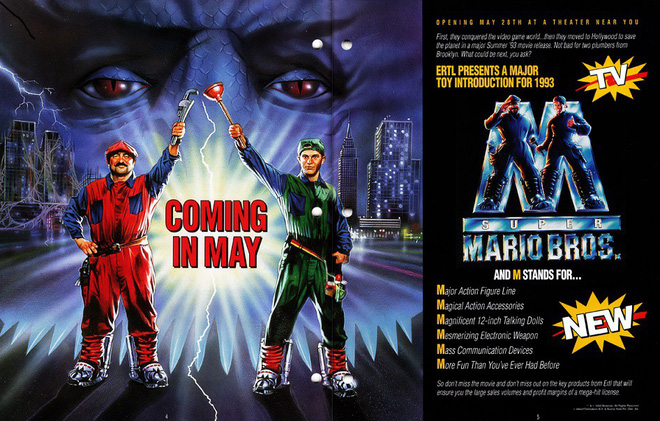 COMING
IN MAY
4
OPENING MAY 28TH AT A THEATER NEAR YOU
First, they conquered the video game world...then they moved to Hollywood to save
the planet in a major Summer '93 movie release. Not bad for two plumbers from
Brooklyn. What could be next, you ask?
ERTL PRESENTS A MAJOR
TOY INTRODUCTION FOR 1993
TV
SUPER
MARIO BROS.
AND M STANDS FOR...
Major Action Figure Line
Magical Action Accessories
Magnificent 12-inch Talking Dolls
Mesmerizing Electronic Weapon
Mass Communication Devices
More Fun Than You've Ever Had Before
NEW
So don't miss the movie and don't miss out on the key products from Ertl that will
ensure you the large sales volumes and profit margins of a mega-hit license.
5